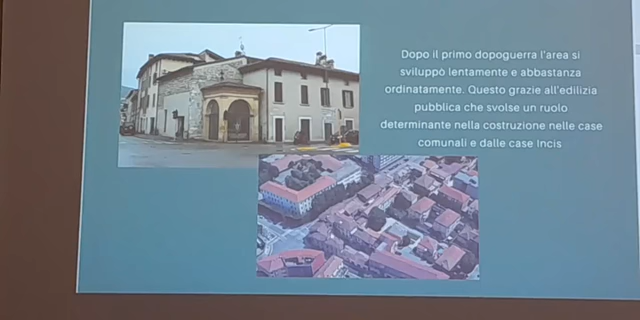 Dopo il primo dopoguerra l'area si
sviluppò lentamente e abbastanza
ordinatamente. Questo grazie all'edilizia
pubblica che svolse un ruolo
determinante nella costruzione nelle case
comunali e dalle case Incis